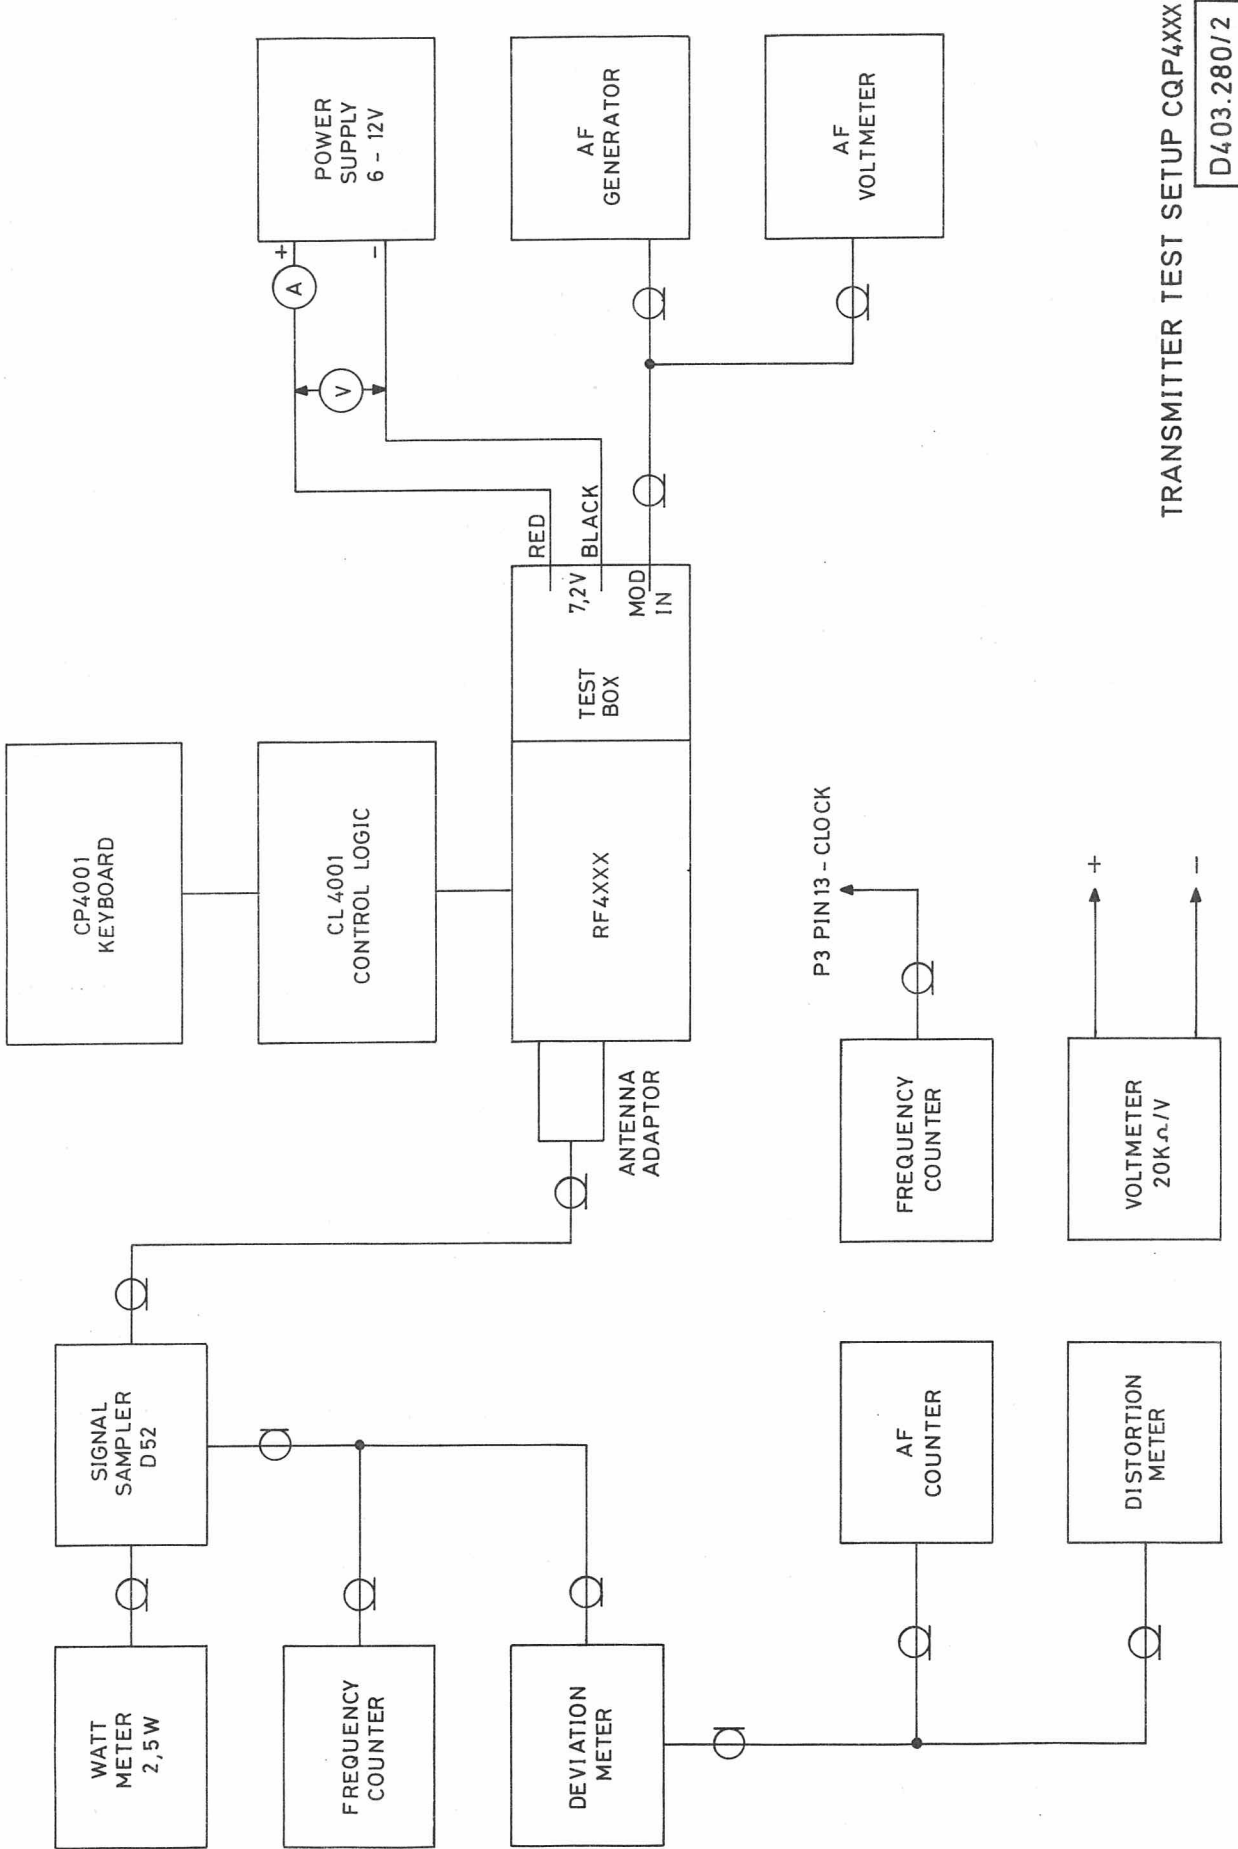 WATT
METER
2,5W
SIGNAL
SAMPLER
D52
CP4001
KEYBOARD
FREQUENCY
COUNTER
CL 4001
CONTROL LOGIC
POWER
SUPPLY
6 - 12V
+
-
A
V
DEVIATION
METER
ANTENNA
ADAPTOR
RF4XXX
TEST
BOX
RED
7,2V
BLACK
MOD
IN
AF
GENERATOR
AF
VOLTMETER
AF
COUNTER
FREQUENCY
COUNTER
P3 PIN13 - CLOCK
DISTORTION
METER
VOLTMETER
20KΩ/V
+
-
TRANSMITTER TEST SETUP CQP4XXX
D403.280/2